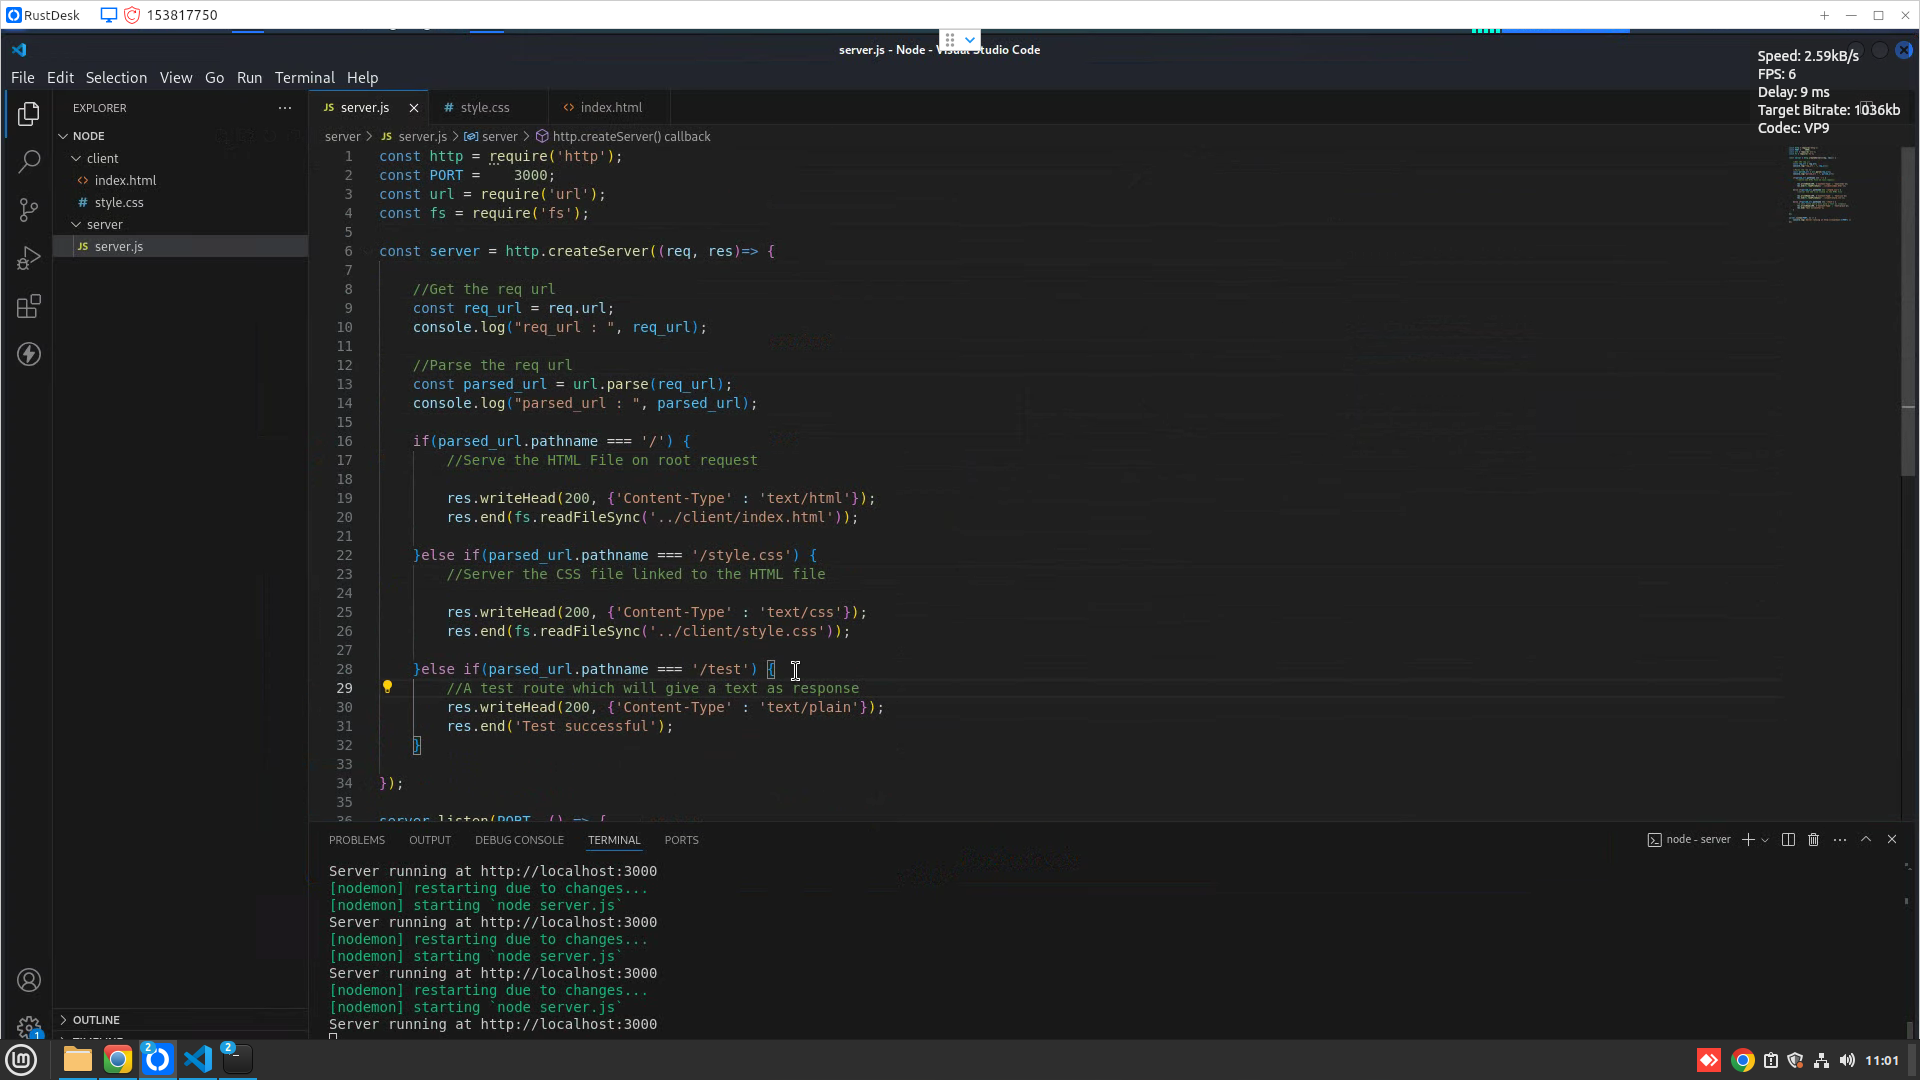 RustDesk 153817750
server.js - Node - Visual Studio Code
Speed: 2.59kB/s
FPS: 6
Delay: 9 ms
Target Bitrate: 1036kb
Codec: VP9
File Edit Selection View Go Run Terminal Help
EXPLORER
NODE
client
index.html
style.css
server
server.js
OUTLINE
server.js style.css index.html
server > server.js > server > http.createServer() callback
1 const http = require('http');
2 const PORT =    3000;
3 const url = require('url');
4 const fs = require('fs');
5
6 const server = http.createServer((req, res)=> {
7
8     //Get the req url
9     const req_url = req.url;
10     console.log("req_url : ", req_url);
11
12     //Parse the req url
13     const parsed_url = url.parse(req_url);
14     console.log("parsed_url : ", parsed_url);
15
16     if(parsed_url.pathname === '/') {
17         //Serve the HTML File on root request
18
19         res.writeHead(200, {'Content-Type' : 'text/html'});
20         res.end(fs.readFileSync('../client/index.html'));
21
22     }else if(parsed_url.pathname === '/style.css') {
23         //Server the CSS file linked to the HTML file
24
25         res.writeHead(200, {'Content-Type' : 'text/css'});
26         res.end(fs.readFileSync('../client/style.css'));
27
28     }else if(parsed_url.pathname === '/test') {
29         //A test route which will give a text as response
30         res.writeHead(200, {'Content-Type' : 'text/plain'});
31         res.end('Test successful');
32     }
33
34 });
35
36 server.listen(PORT, () => {
PROBLEMS OUTPUT DEBUG CONSOLE TERMINAL PORTS
node - server
Server running at http://localhost:3000
[nodemon] restarting due to changes...
[nodemon] starting `node server.js`
Server running at http://localhost:3000
[nodemon] restarting due to changes...
[nodemon] starting `node server.js`
Server running at http://localhost:3000
[nodemon] restarting due to changes...
[nodemon] starting `node server.js`
Server running at http://localhost:3000
1
2
2
11:01